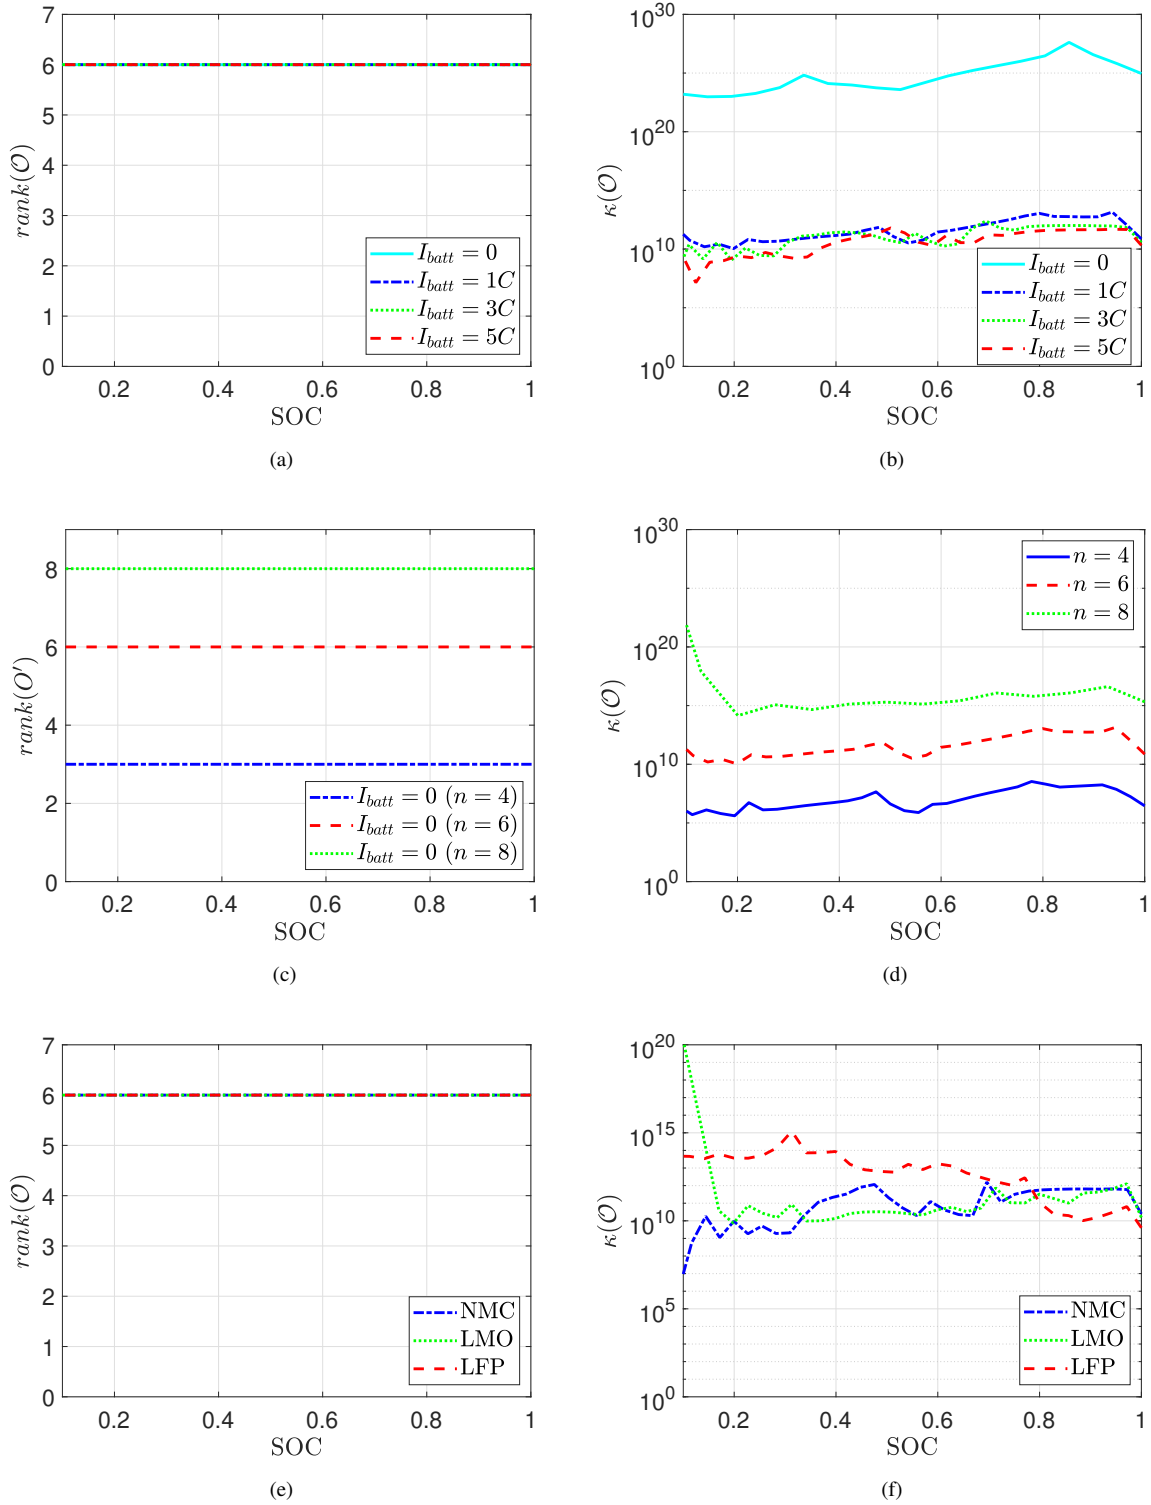 7
6
5
4
3
2
1
0
rank(𝒪)
I_batt = 0
I_batt = 1C
I_batt = 3C
I_batt = 5C
0.2 0.4 0.6 0.8 1
SOC
(a)
10^30
10^20
10^10
10^0
κ(𝒪)
I_batt = 0
I_batt = 1C
I_batt = 3C
I_batt = 5C
0.2 0.4 0.6 0.8 1
SOC
(b)
8
6
4
2
0
rank(O′)
I_batt = 0 (n = 4)
I_batt = 0 (n = 6)
I_batt = 0 (n = 8)
0.2 0.4 0.6 0.8 1
SOC
(c)
10^30
10^20
10^10
10^0
κ(𝒪)
n = 4
n = 6
n = 8
0.2 0.4 0.6 0.8 1
SOC
(d)
7
6
5
4
3
2
1
0
rank(𝒪)
NMC
LMO
LFP
0.2 0.4 0.6 0.8 1
SOC
(e)
10^20
10^15
10^10
10^5
10^0
κ(𝒪)
NMC
LMO
LFP
0.2 0.4 0.6 0.8 1
SOC
(f)